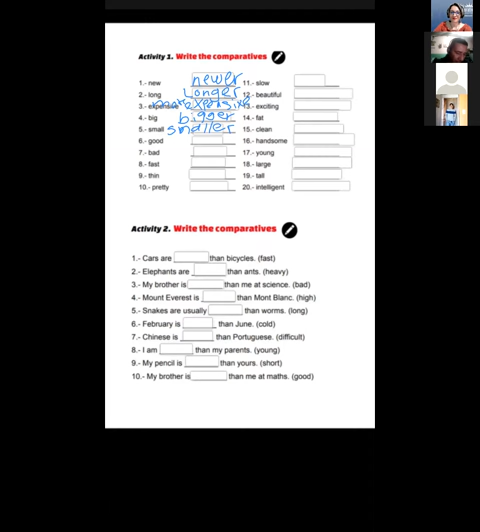 Activity 1. Write the comparatives
1.- new newer 11.- slow
2.- long Longer 12.- beautiful
3.- expensive more expensive 13.- exciting
4.- big bigger 14.- fat
5.- small smaller 15.- clean
6.- good 16.- handsome
7.- bad 17.- young
8.- fast 18.- large
9.- thin 19.- tall
10.- pretty 20.- intelligent
Activity 2. Write the comparatives
1.- Cars are than bicycles. (fast)
2.- Elephants are than ants. (heavy)
3.- My brother is than me at science. (bad)
4.- Mount Everest is than Mont Blanc. (high)
5.- Snakes are usually than worms. (long)
6.- February is than June. (cold)
7.- Chinese is than Portuguese. (difficult)
8.- I am than my parents. (young)
9.- My pencil is than yours. (short)
10.- My brother is than me at maths. (good)